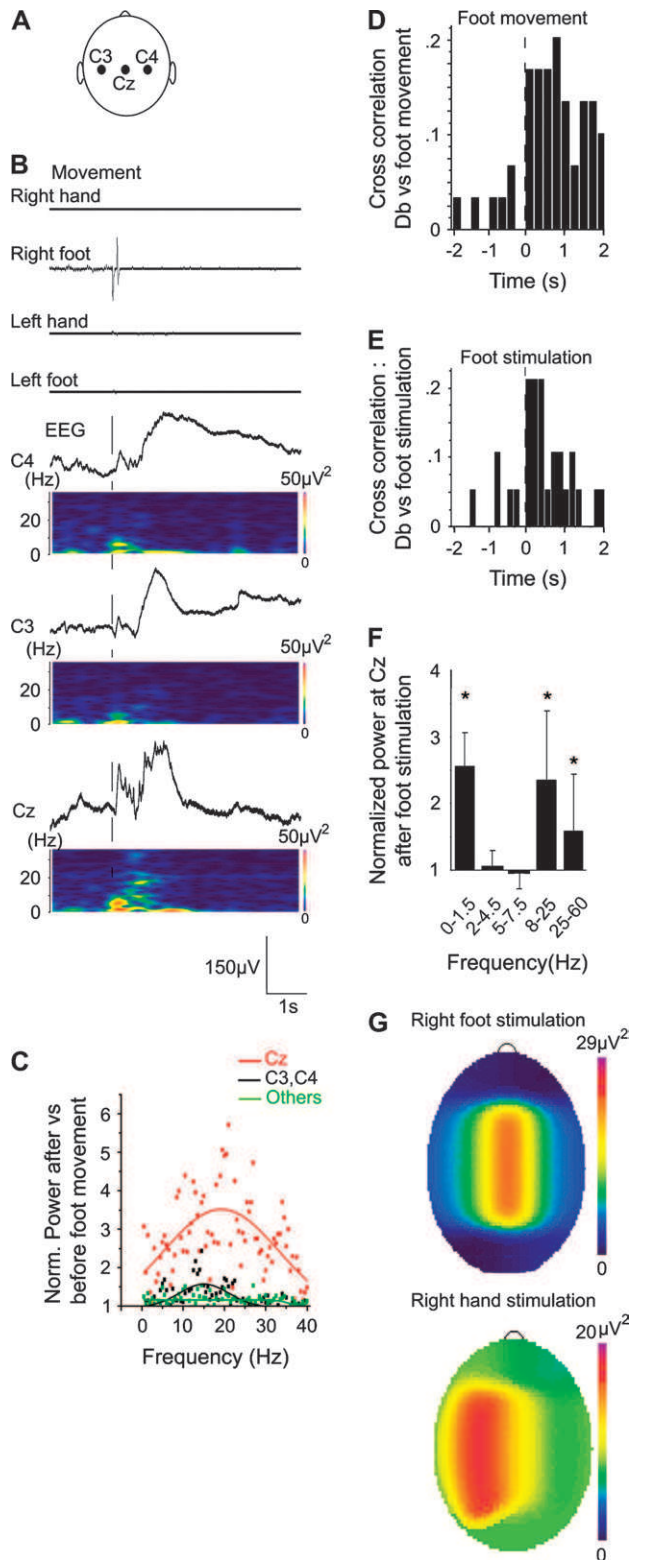 A
C3
C4
Cz
B
Movement
Right hand
Right foot
Left hand
Left foot
EEG
C4
(Hz)
50µV²
20
0
0
C3
(Hz)
50µV²
20
0
0
Cz
(Hz)
50µV²
20
0
0
150µV
1s
C
Cz
C3,C4
Others
Norm. Power after vs
before foot movement
6
5
4
3
2
1
0 10 20 30 40
Frequency (Hz)
D
Foot movement
Cross correlation
Db vs foot movement
.2
.1
0
-2 -1 0 1 2
Time (s)
E
Foot stimulation
Cross correlation :
Db vs foot stimulation
.2
.1
0
-2 -1 0 1 2
Time (s)
F
Normalized power at Cz
after foot stimulation
4
3
2
1
* * *
0-1.5 2-4.5 5-7.5 8-25 25-60
Frequency(Hz)
G
Right foot stimulation
29µV²
0
Right hand stimulation
20µV²
0